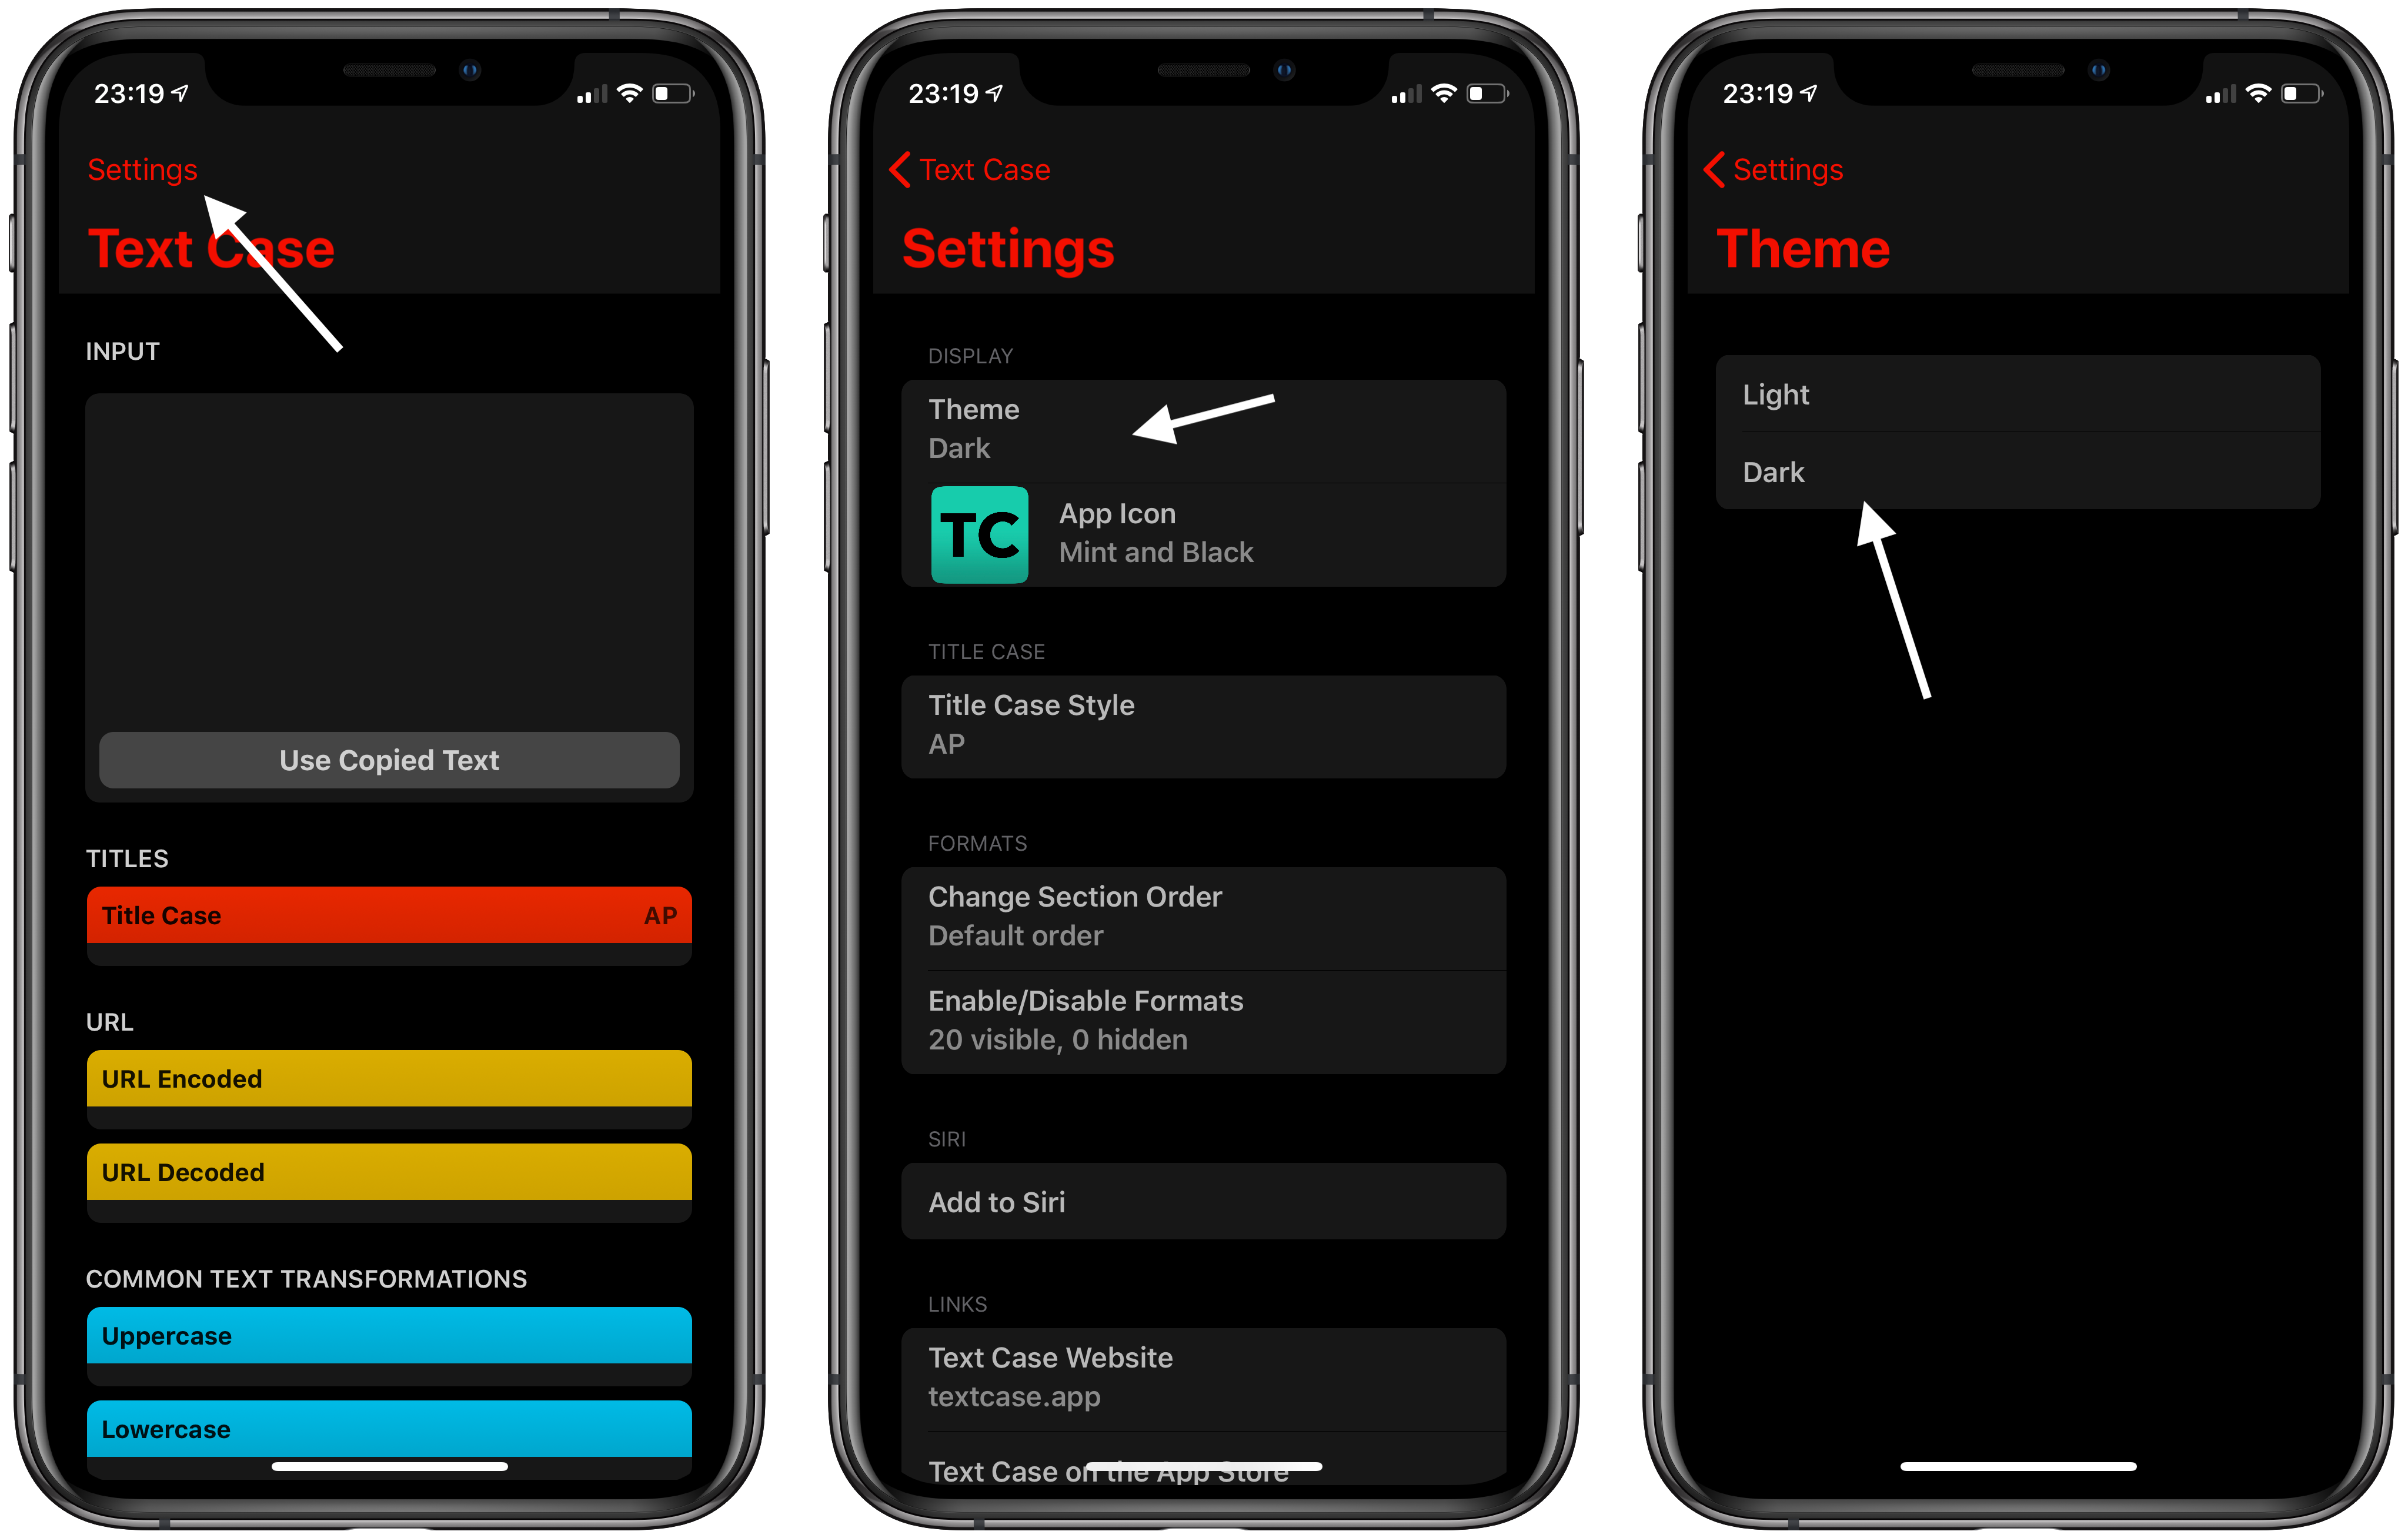 23:19
Settings
Text Case
INPUT
Use Copied Text
TITLES
Title Case AP
URL
URL Encoded
URL Decoded
COMMON TEXT TRANSFORMATIONS
Uppercase
Lowercase
23:19
Text Case
Settings
DISPLAY
Theme
Dark
TC
App Icon
Mint and Black
TITLE CASE
Title Case Style
AP
FORMATS
Change Section Order
Default order
Enable/Disable Formats
20 visible, 0 hidden
SIRI
Add to Siri
LINKS
Text Case Website
textcase.app
Text Case on the App Store
23:19
Settings
Theme
Light
Dark